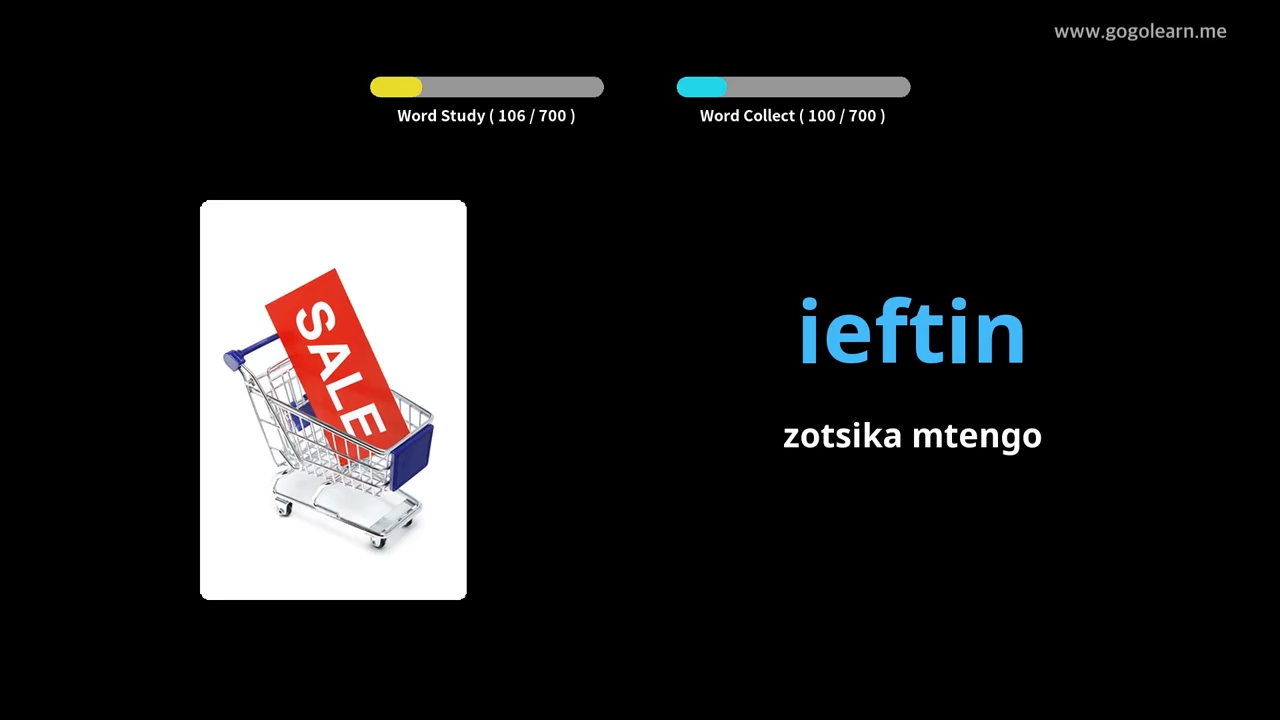 www.gogolearn.me
Word Study ( 106 / 700 )
Word Collect ( 100 / 700 )
SALE
ieftin
zotsika mtengo